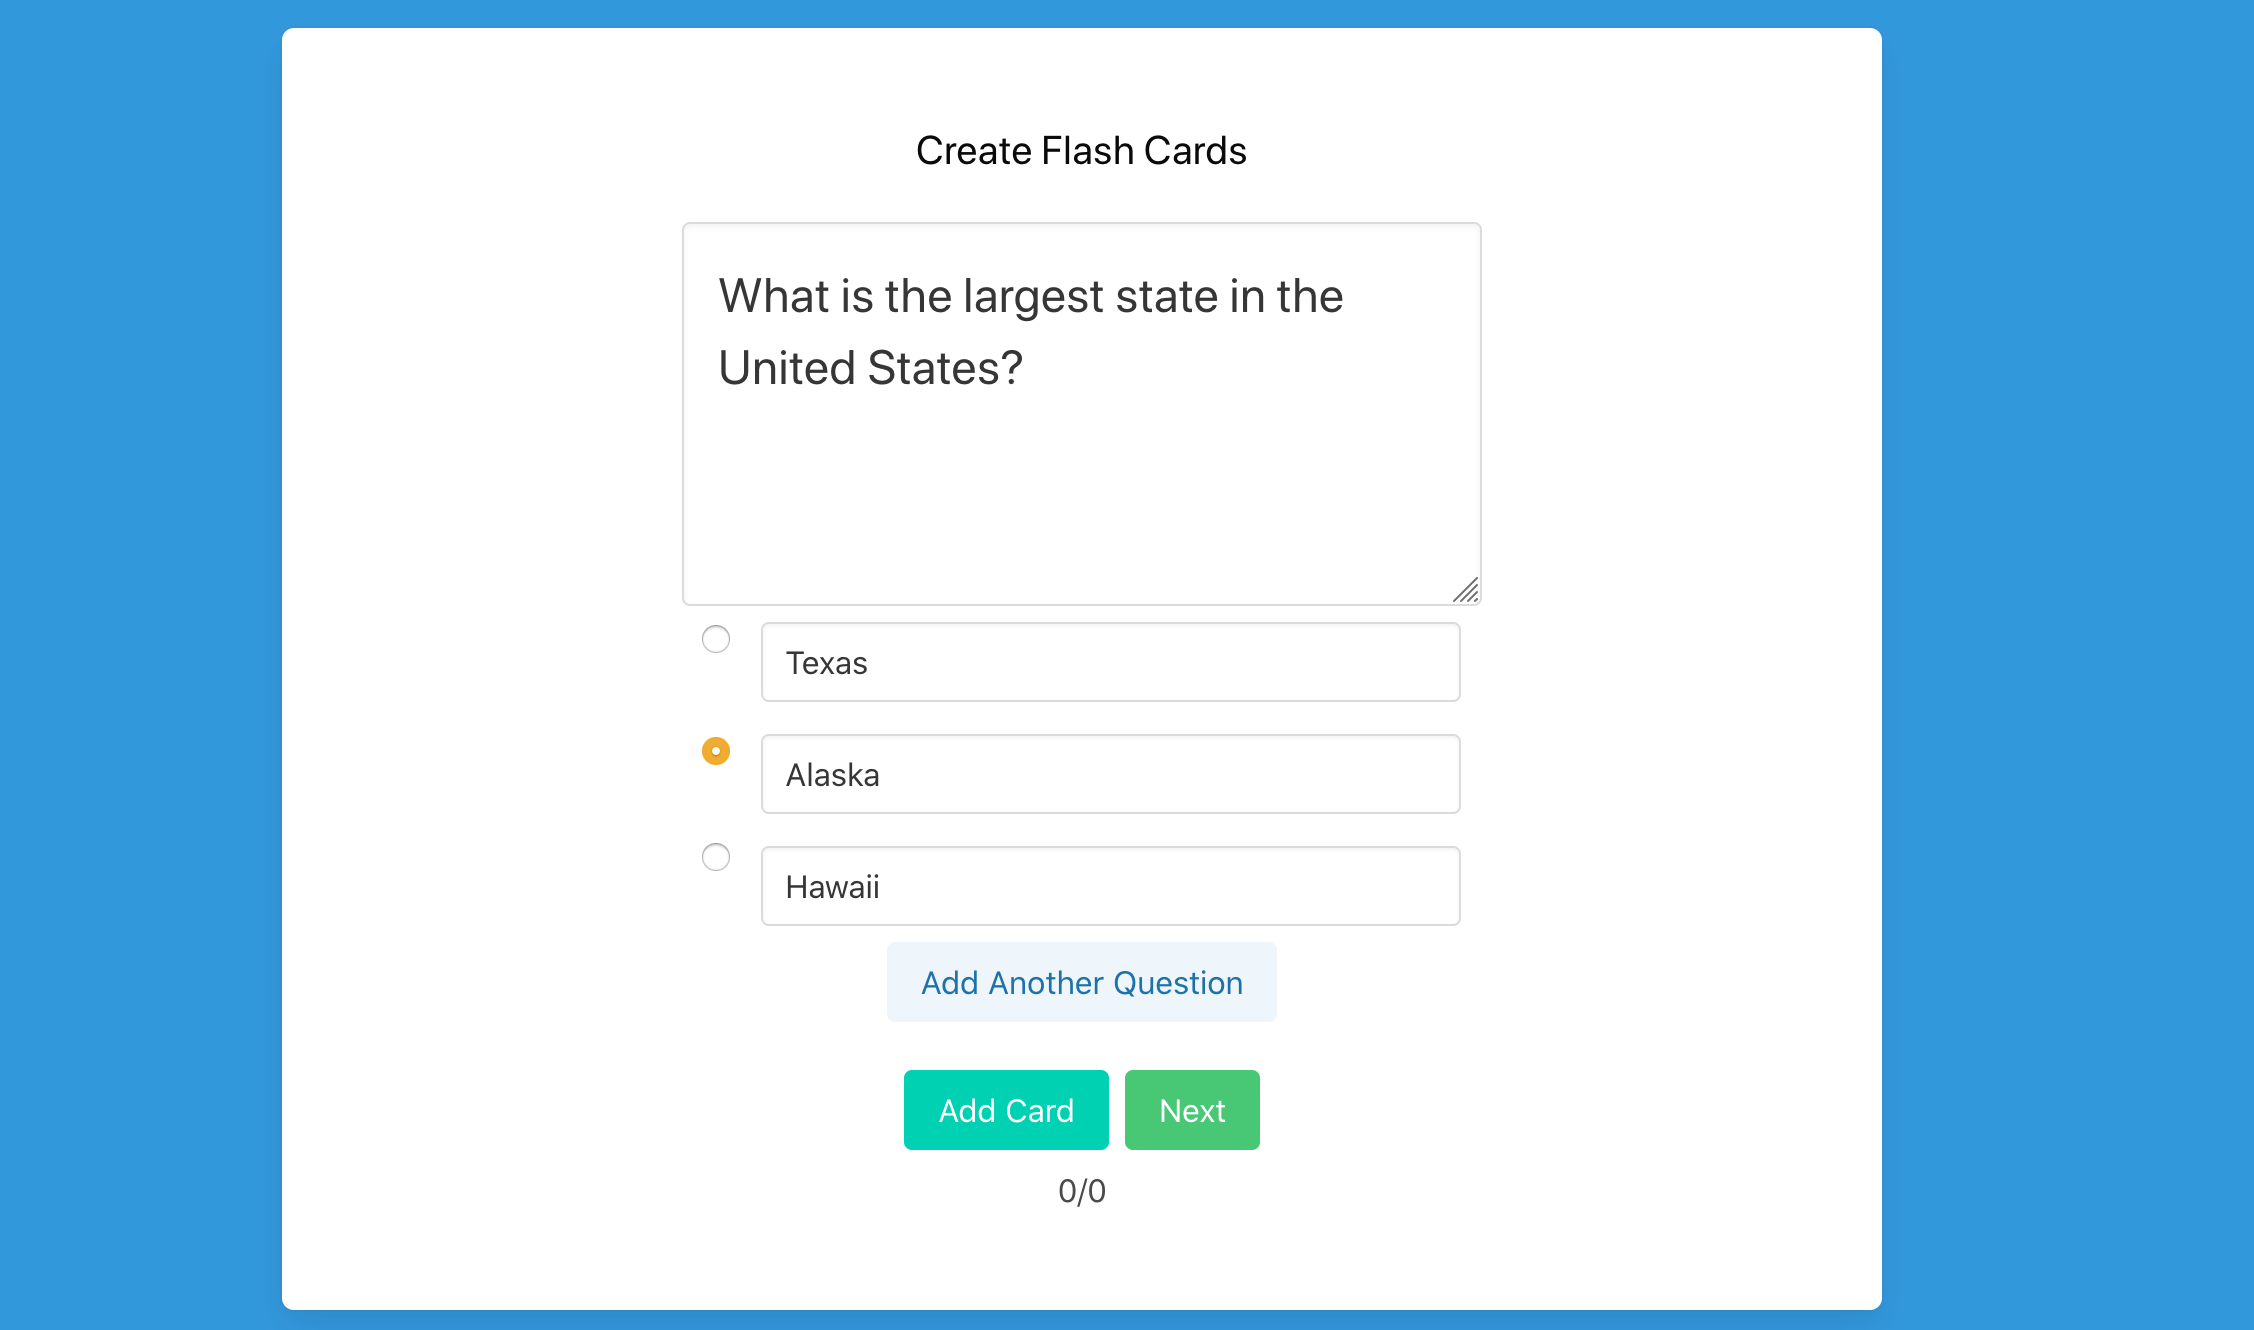 Create Flash Cards
What is the largest state in the
United States?
Texas
Alaska
Hawaii
Add Another Question
Add Card Next
0/0